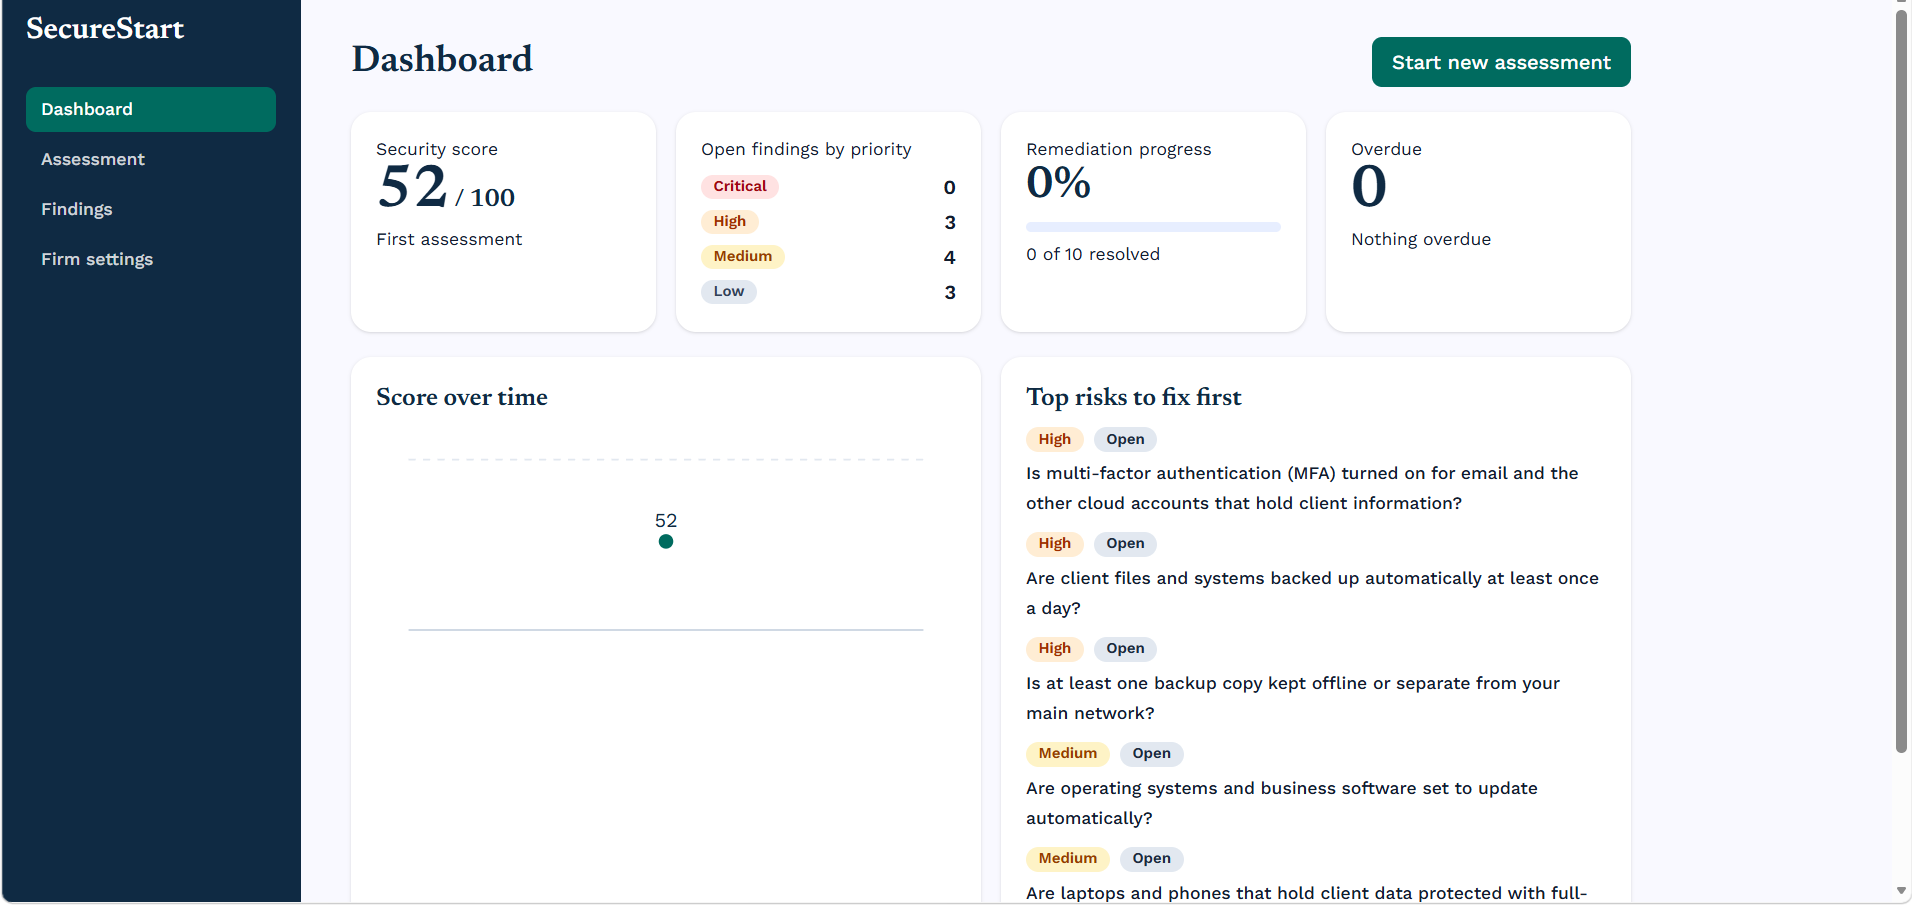 SecureStart
Dashboard
Assessment
Findings
Firm settings
Dashboard
Start new assessment
Security score
52 / 100
First assessment
Open findings by priority
Critical 0
High 3
Medium 4
Low 3
Remediation progress
0%
0 of 10 resolved
Overdue
0
Nothing overdue
Score over time
52
Top risks to fix first
High Open
Is multi-factor authentication (MFA) turned on for email and the
other cloud accounts that hold client information?
High Open
Are client files and systems backed up automatically at least once
a day?
High Open
Is at least one backup copy kept offline or separate from your
main network?
Medium Open
Are operating systems and business software set to update
automatically?
Medium Open
Are laptops and phones that hold client data protected with full-